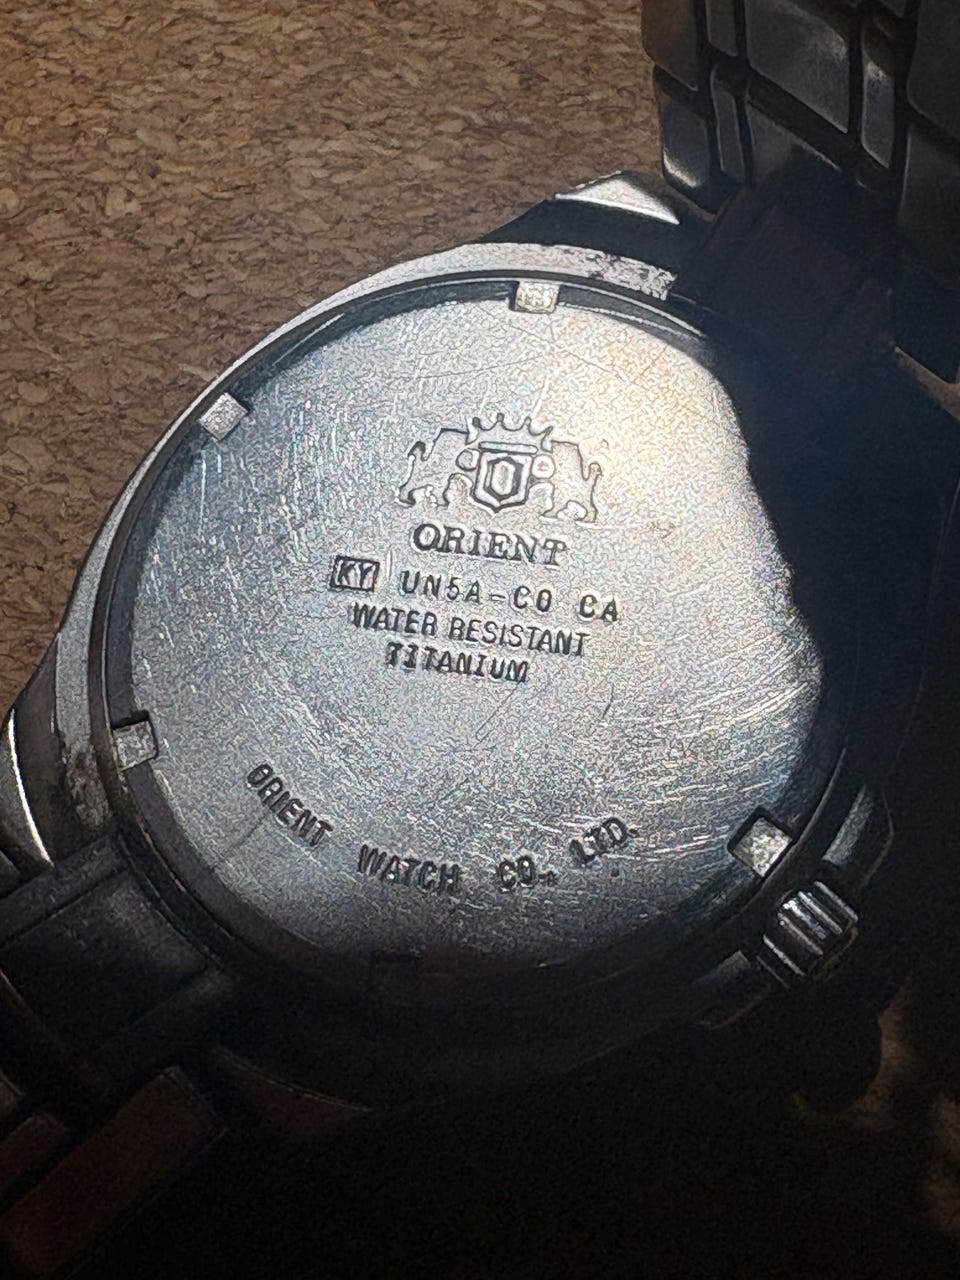 ORIENT
KY UN5A-C0 CA
WATER RESISTANT
TITANIUM
ORIENT WATCH CO., LTD.